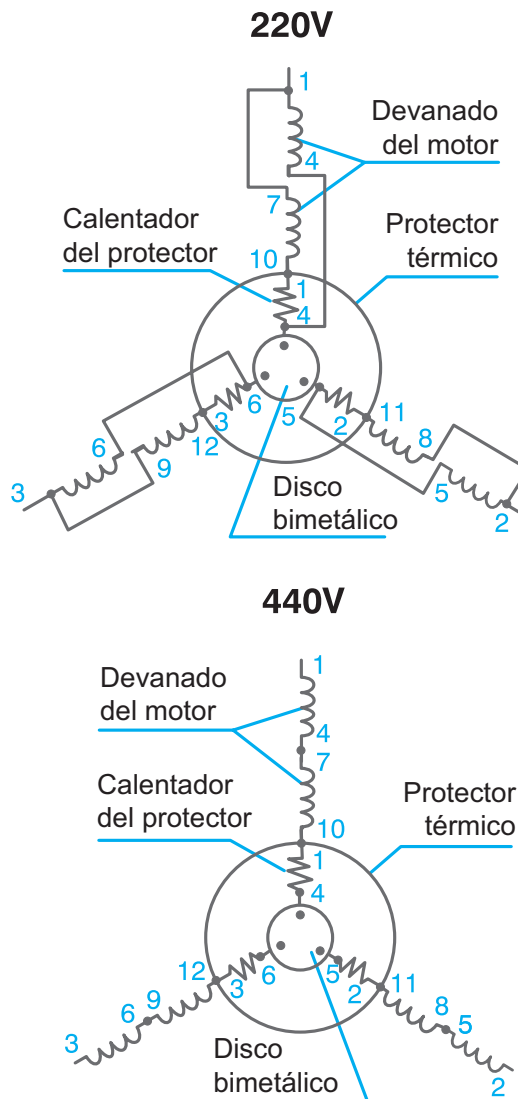 220V
1
Devanado
del motor
4
7
Calentador
del protector
Protector
térmico
10
1
4
6
5
3
2
11
12
6
9
8
5
3
2
Disco
bimetálico
440V
1
Devanado
del motor
4
7
Calentador
del protector
Protector
térmico
10
1
4
12
3
6
5
2
11
6
9
8
5
3
2
Disco
bimetálico